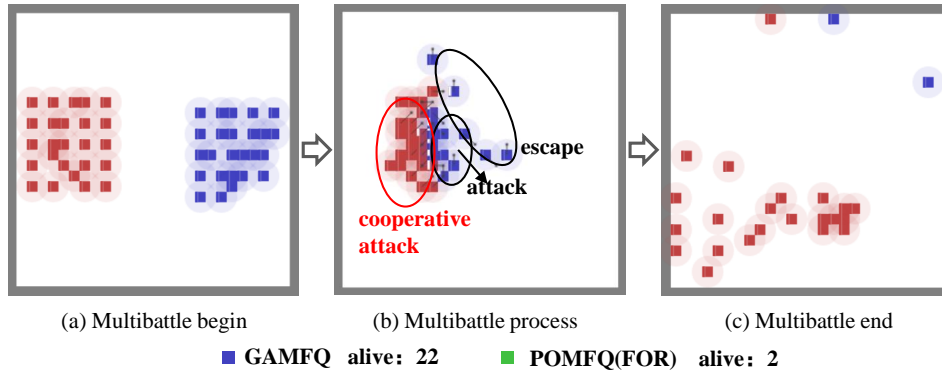 escape
attack
cooperative
attack
(a) Multibattle begin
(b) Multibattle process
(c) Multibattle end
GAMFQ alive: 22
POMFQ(FOR) alive: 2